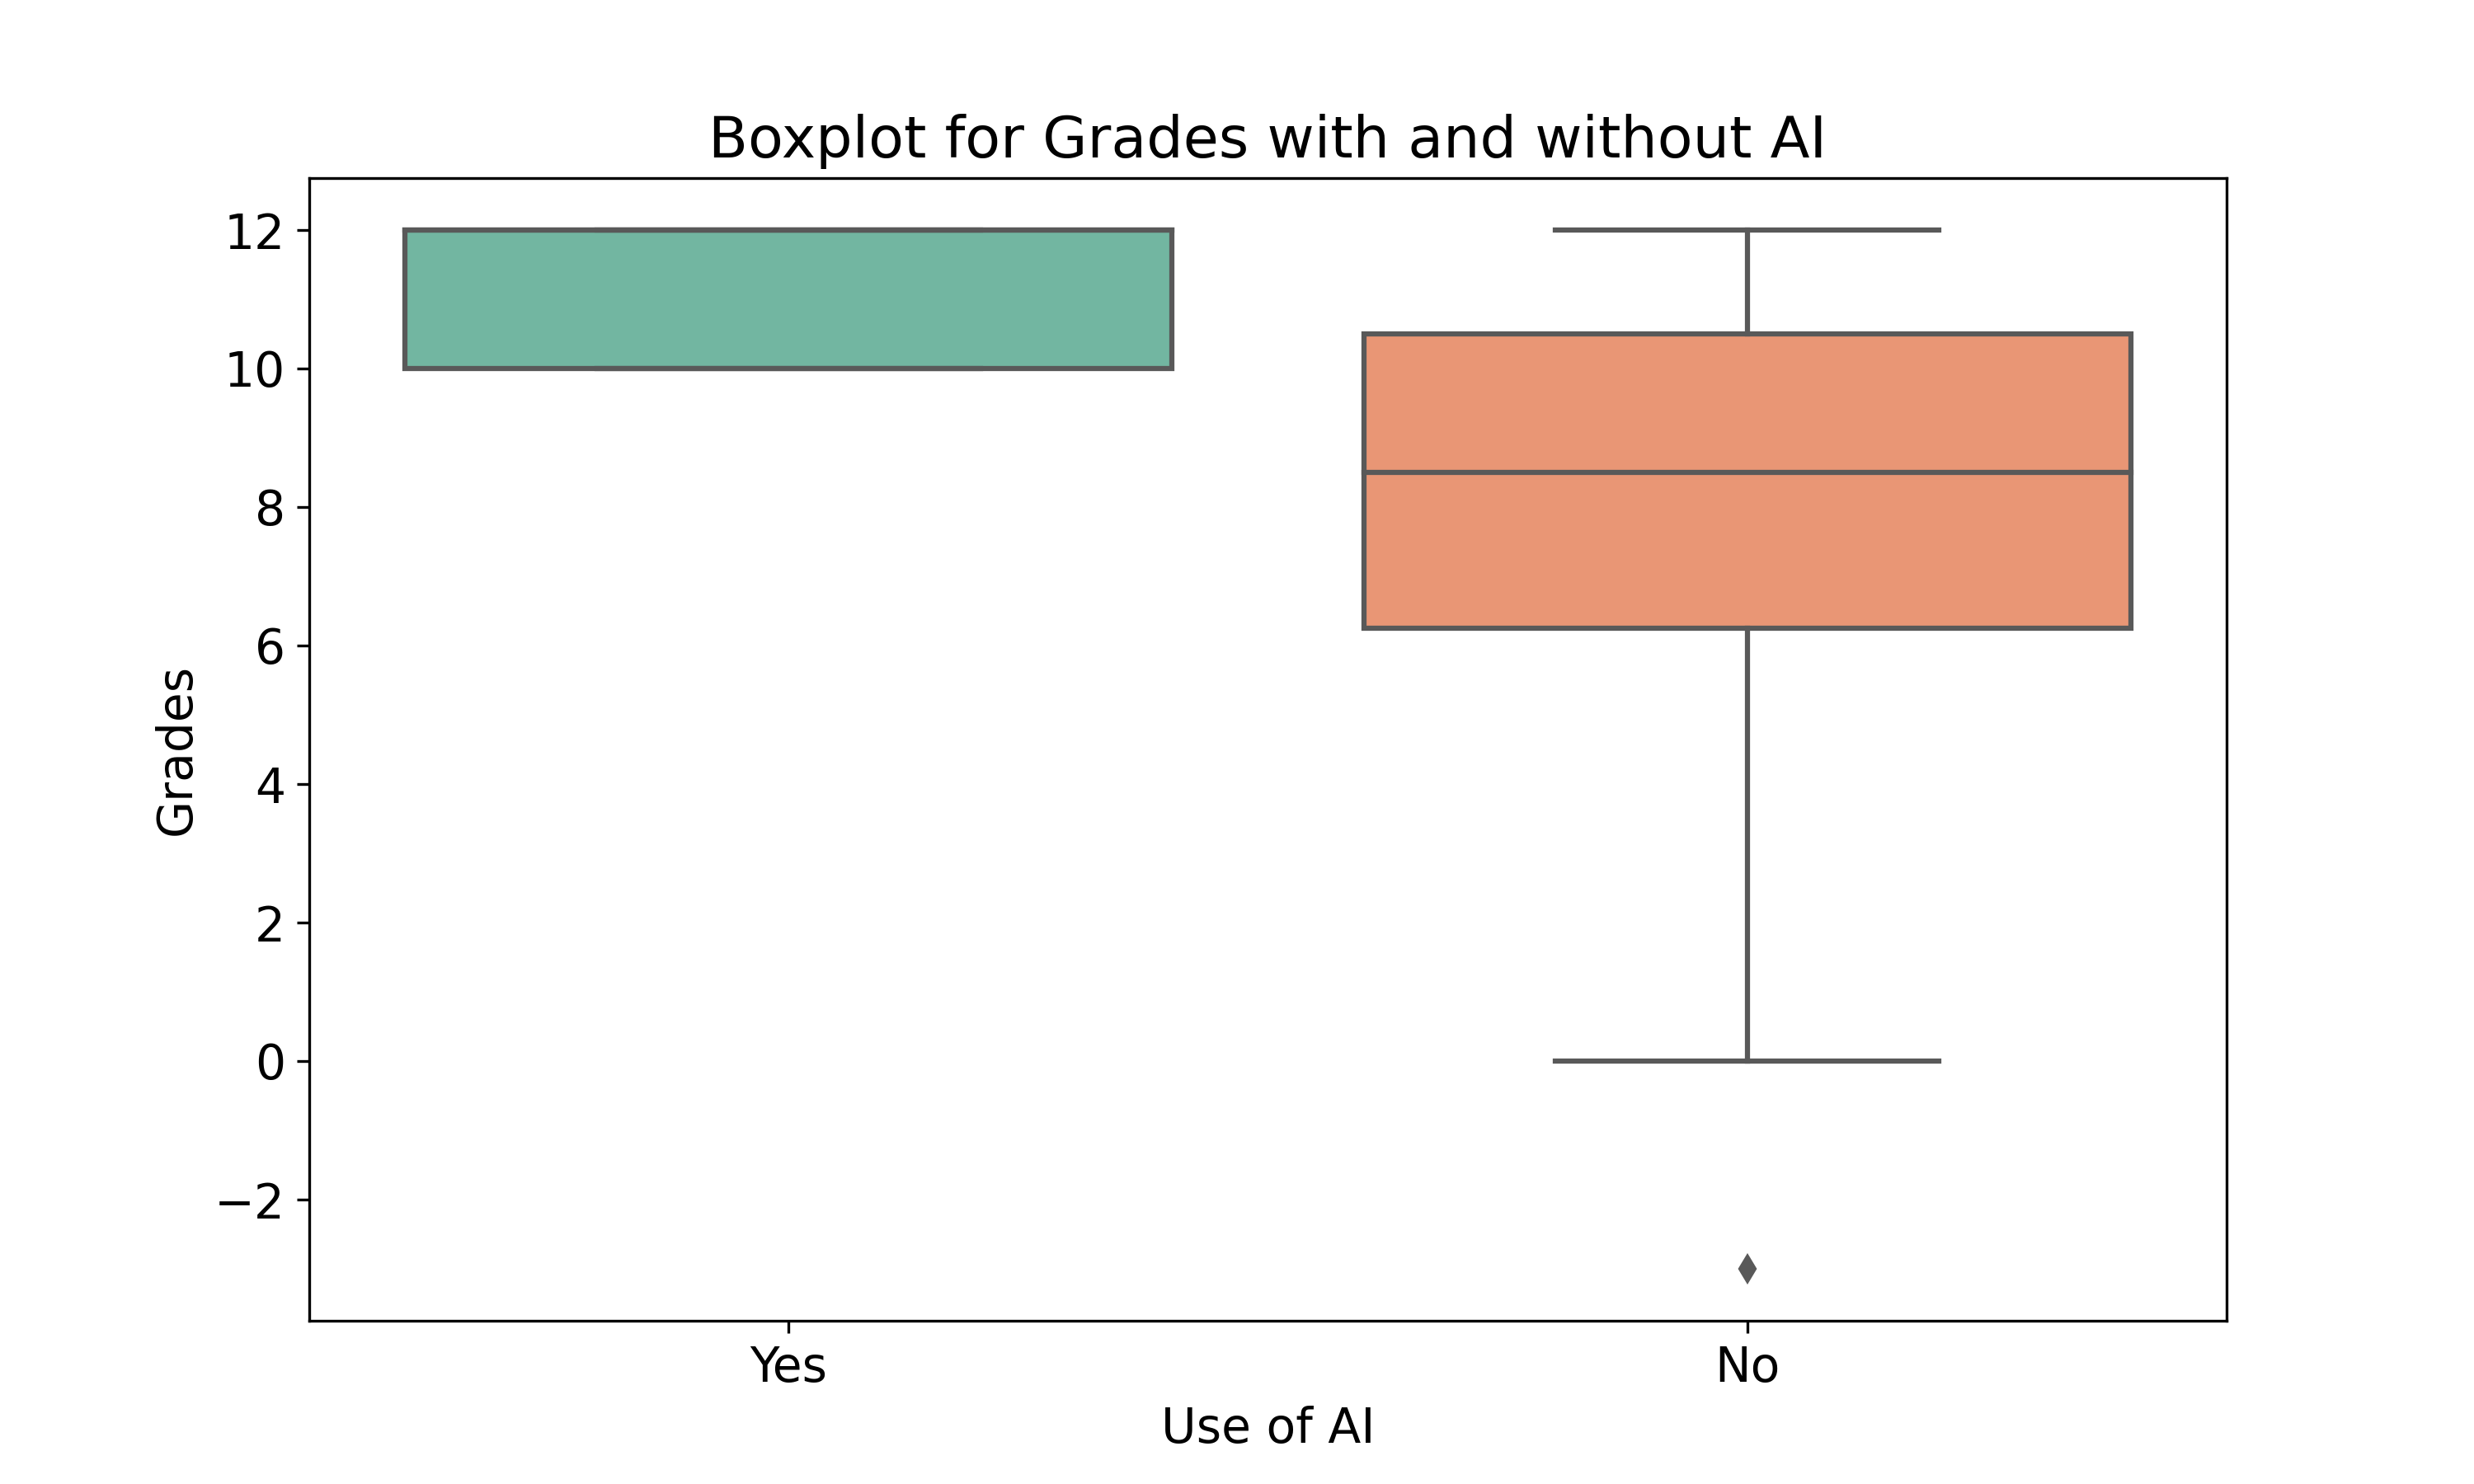 Boxplot for Grades with and without AI
Grades
12
10
8
6
4
2
0
−2
Yes
No
Use of AI